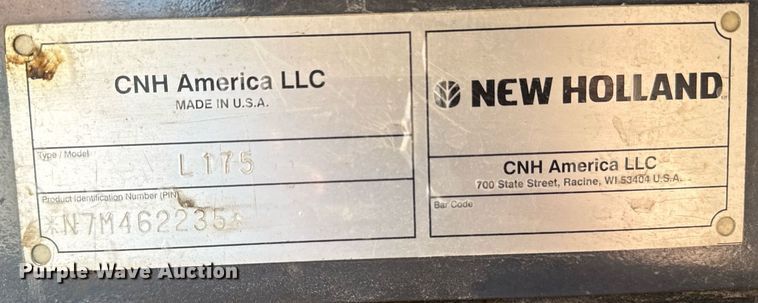 CNH America LLC
MADE IN U.S.A.
Type / Model
L175
Product Identification Number (PIN)
*N7M462235*
NEW HOLLAND
CNH America LLC
700 State Street, Racine, WI 53404 U.S.A.
Bar Code
Purple Wave Auction